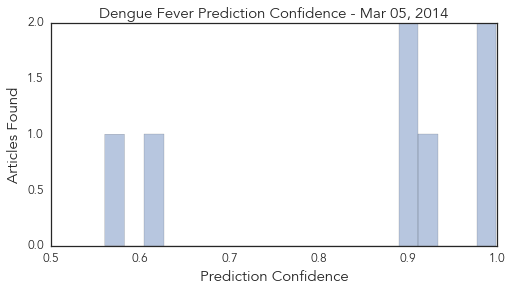 Dengue Fever Prediction Confidence - Mar 05, 2014
2.0
1.5
1.0
0.5
0.0
Articles Found
0.5 0.6 0.7 0.8 0.9 1.0
Prediction Confidence